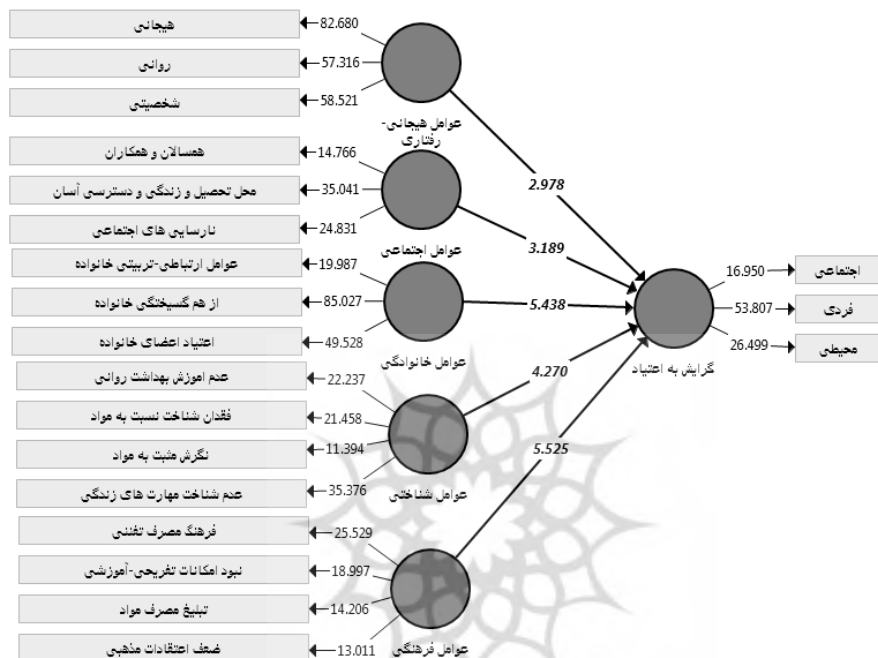 هیجانی
82.680
روانی
57.316
شخصیتی
58.521
عوامل هیجانی-
رفتاری
همسالان و همکاران
14.766
محل تحصیل و زندگی و دسترسی آسان
35.041
نارسایی های اجتماعی
24.831
عوامل اجتماعی
عوامل ارتباطی-تربیتی خانواده
19.987
از هم گسیختگی خانواده
85.027
اعتیاد اعضای خانواده
49.528
عوامل خانوادگی
عدم اموزش بهداشت روانی
22.237
فقدان شناخت نسبت به مواد
21.458
نگرش مثبت به مواد
11.394
عدم شناخت مهارت های زندگی
35.376
عوامل شناختی
فرهنگ مصرف تفننی
25.529
نبود امکانات تفریحی-آموزشی
18.997
تبلیغ مصرف مواد
14.206
ضعف اعتقادات مذهبی
13.011
عوامل فرهنگی
2.978
3.189
5.438
4.270
5.525
گرایش به اعتیاد
16.950
اجتماعی
53.807
فردی
26.499
محیطی